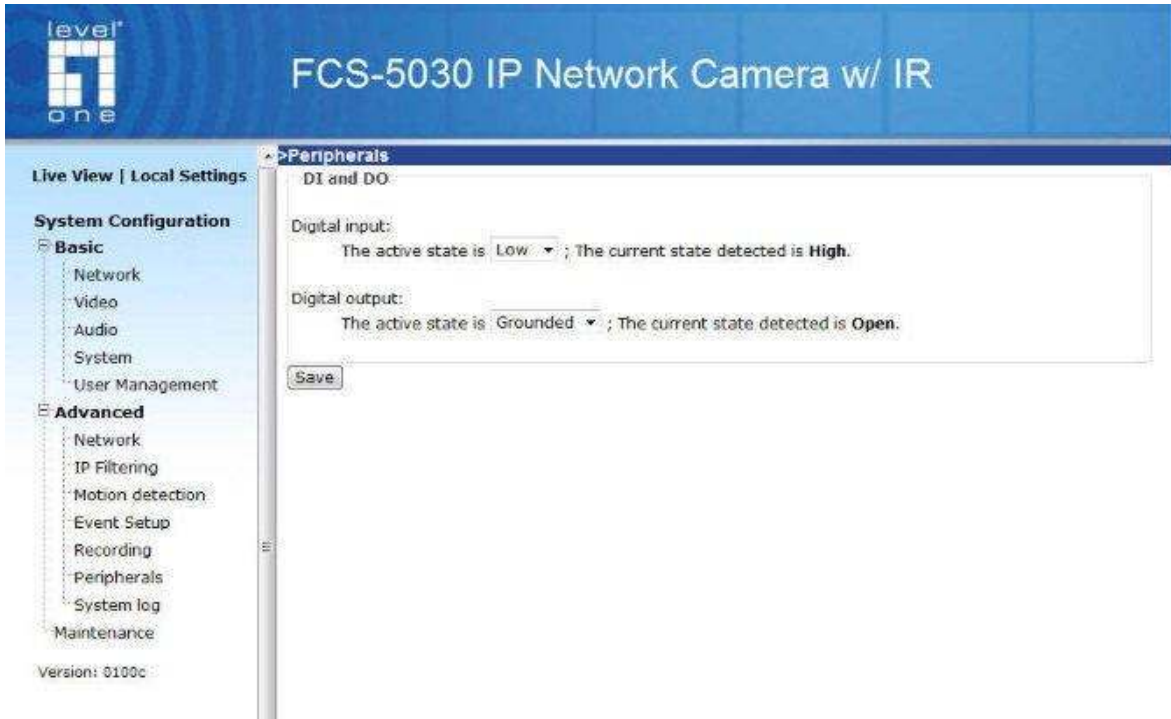 level
one
FCS-5030 IP Network Camera w/ IR
Live View | Local Settings
System Configuration
Basic
Network
Video
Audio
System
User Management
Advanced
Network
IP Filtering
Motion detection
Event Setup
Recording
Peripherals
System log
Maintenance
Version: 0100c
>Peripherals
DI and DO
Digital input:
The active state is Low ; The current state detected is High.
Digital output:
The active state is Grounded ; The current state detected is Open.
Save